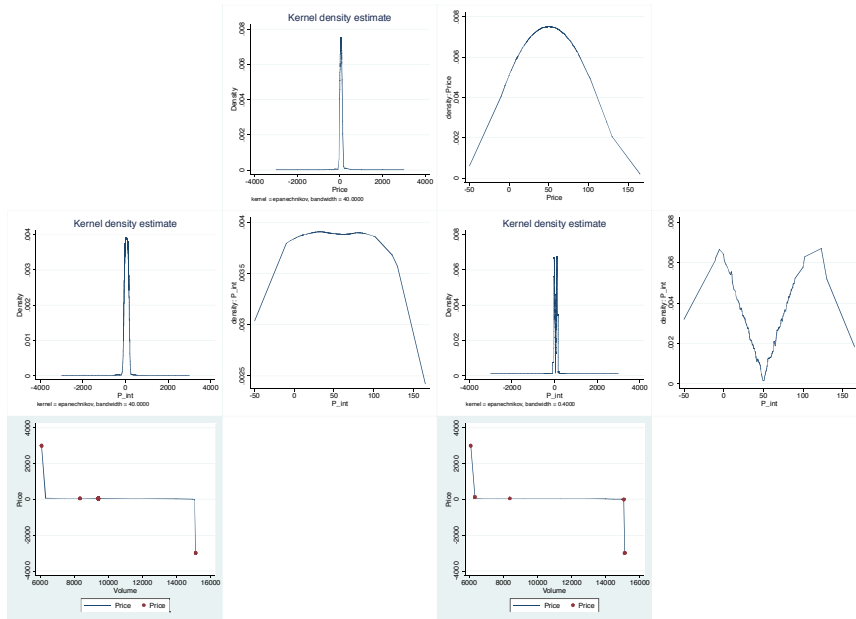 Kernel density estimate
Density
0 .002 .004 .006 .008
-4000 -2000 0 2000 4000
Price
kernel = epanechnikov, bandwidth = 40.0000
density: Price
0 .002 .004 .006 .008
-50 0 50 100 150
Price
Kernel density estimate
Density
0 .001 .002 .003 .004
-4000 -2000 0 2000 4000
P_int
kernel = epanechnikov, bandwidth = 40.0000
density: P_int
.0025 .003 .0035 .004
-50 0 50 100 150
P_int
Kernel density estimate
Density
0 .002 .004 .006 .008
-4000 -2000 0 2000 4000
P_int
kernel = epanechnikov, bandwidth = 0.4000
density: P_int
0 .002 .004 .006 .008
-50 0 50 100 150
P_int
Price
-4000 -2000 0 2000 4000
6000 8000 10000 12000 14000 16000
Volume
Price Price
Price
-4000 -2000 0 2000 4000
6000 8000 10000 12000 14000 16000
Volume
Price Price